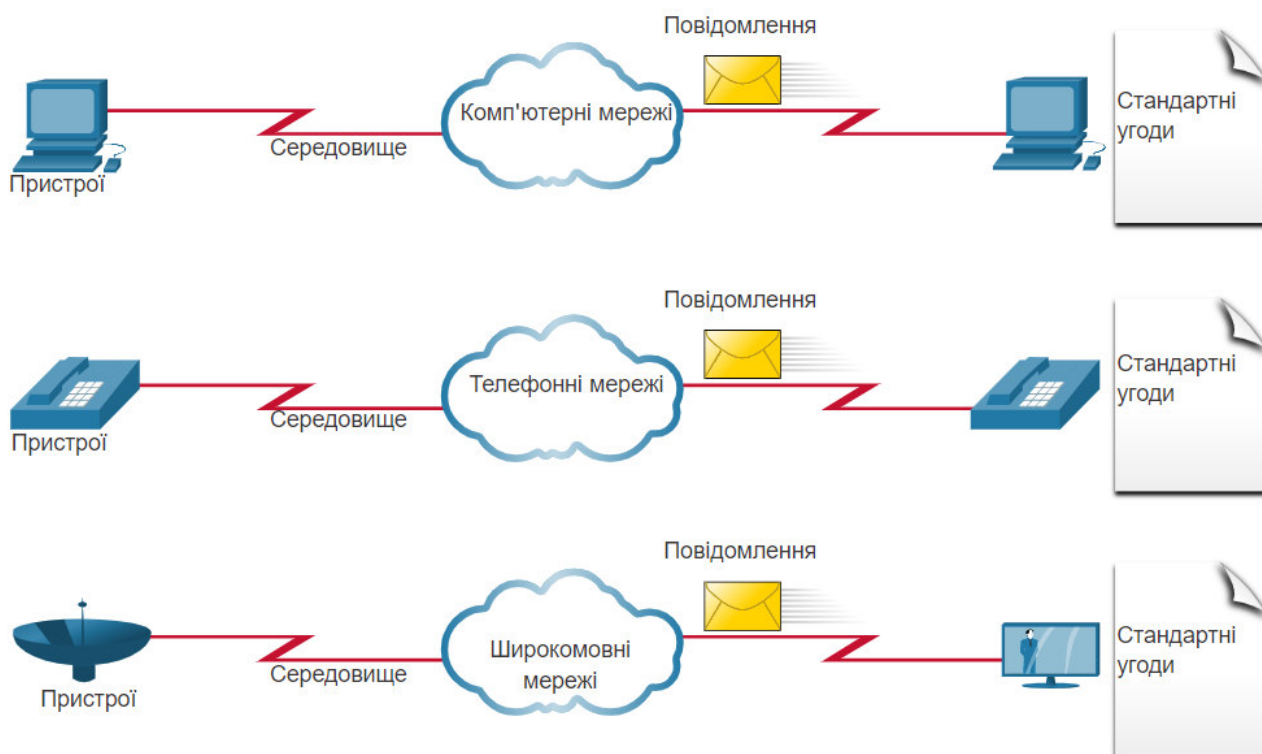 Повідомлення
Комп'ютерні мережі
Стандартні
угоди
Середовище
Пристрої
Повідомлення
Телефонні мережі
Стандартні
угоди
Середовище
Пристрої
Повідомлення
Широкомовні
мережі
Стандартні
угоди
Середовище
Пристрої